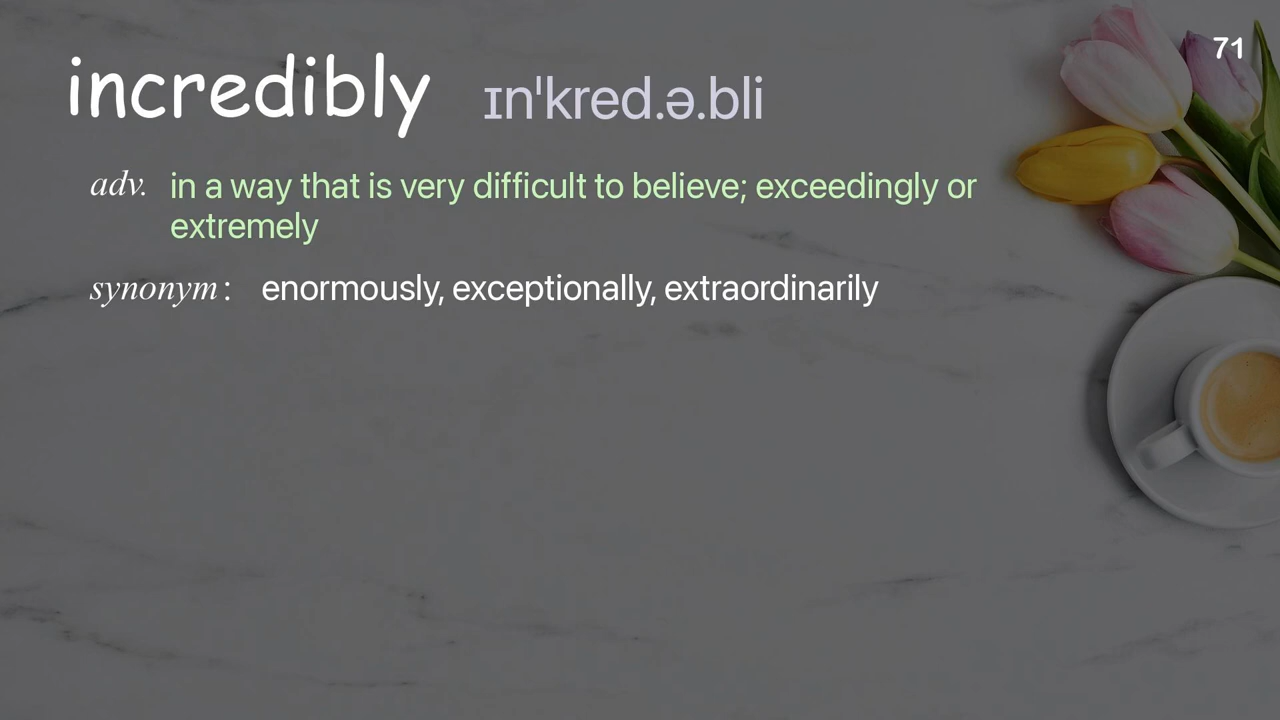 71
incredibly ɪnˈkred.ə.bli
adv. in a way that is very difficult to believe; exceedingly or
extremely
synonym : enormously, exceptionally, extraordinarily